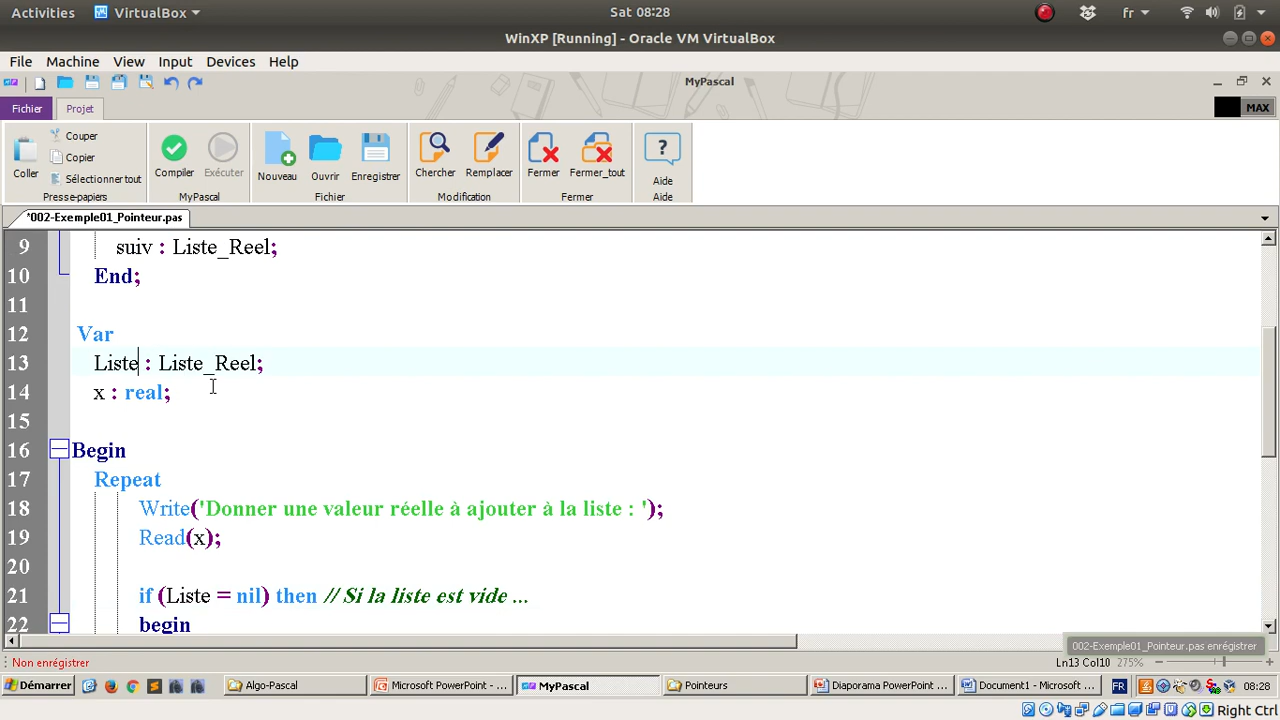 Activities VirtualBox Sat 08:28 fr
WinXP [Running] - Oracle VM VirtualBox
File Machine View Input Devices Help
MyPascal
Fichier Projet MAX
Couper
Copier
Sélectionner tout
Coller
Presse-papiers
Compiler Exécuter
MyPascal
Nouveau Ouvrir Enregistrer
Fichier
Chercher Remplacer
Modification
Fermer Fermer_tout
Fermer
? Aide
Aide
*002-Exemple01_Pointeur.pas
9 suiv : Liste_Reel;
10 End;
11
12 Var
13 Liste : Liste_Reel;
14 x : real;
15
16 Begin
17 Repeat
18 Write('Donner une valeur réelle à ajouter à la liste : ');
19 Read(x);
20
21 if (Liste = nil) then // Si la liste est vide ...
22 begin
002-Exemple01_Pointeur.pas enregistrer
Non enrégistrer Ln13 Col10 275%
Démarrer Algo-Pascal Microsoft PowerPoint - ... MyPascal Pointeurs Diaporama PowerPoint ... Document1 - Microsoft ... FR 08:28
Right Ctrl